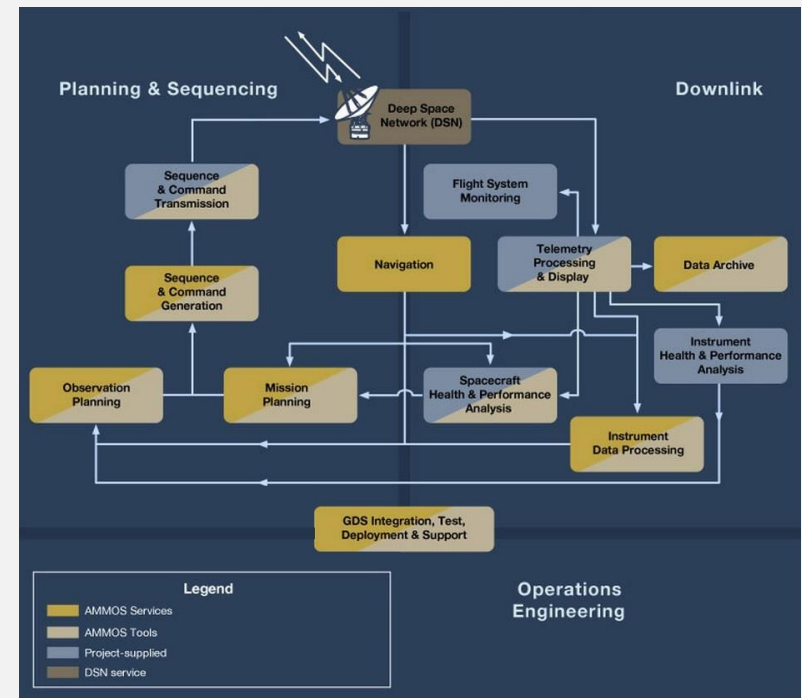 Planning & Sequencing
Downlink
Deep Space
Network (DSN)
Sequence
& Command
Transmission
Flight System
Monitoring
Navigation
Telemetry
Processing
& Display
Data Archive
Sequence
& Command
Generation
Instrument
Health & Performance
Analysis
Observation
Planning
Mission
Planning
Spacecraft
Health & Performance
Analysis
Instrument
Data Processing
GDS Integration, Test,
Deployment & Support
Legend
AMMOS Services
AMMOS Tools
Project-supplied
DSN service
Operations
Engineering